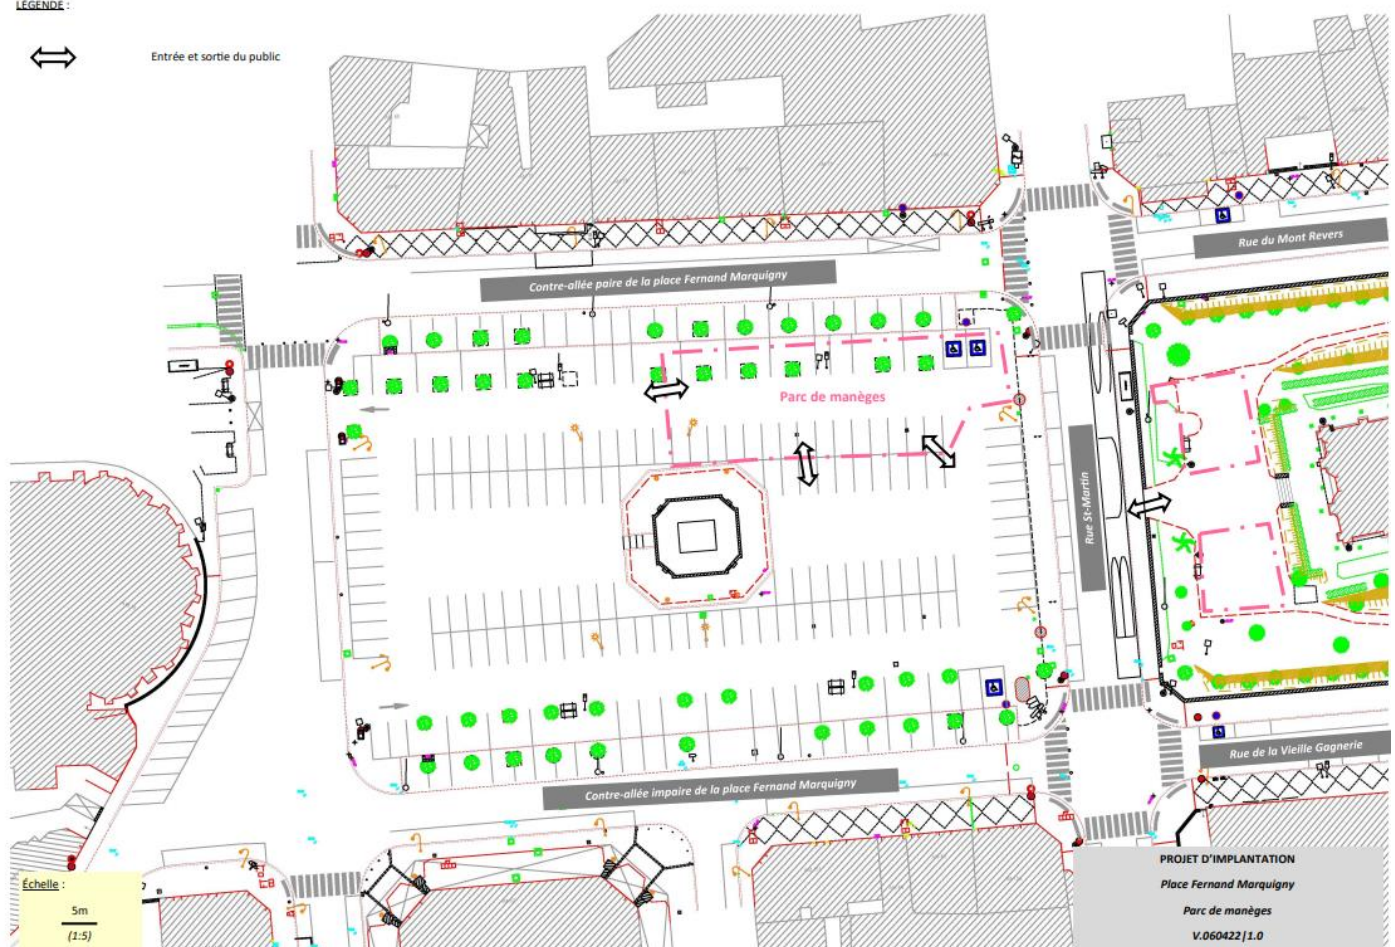 LÉGENDE :
Entrée et sortie du public
Contre-allée paire de la place Fernand Marquigny
Rue du Mont Revers
Parc de manèges
Rue St-Martin
Rue de la Vieille Gagnerie
Contre-allée impaire de la place Fernand Marquigny
Échelle :
5m
(1:5)
PROJET D'IMPLANTATION
Place Fernand Marquigny
Parc de manèges
V.060422|1.0